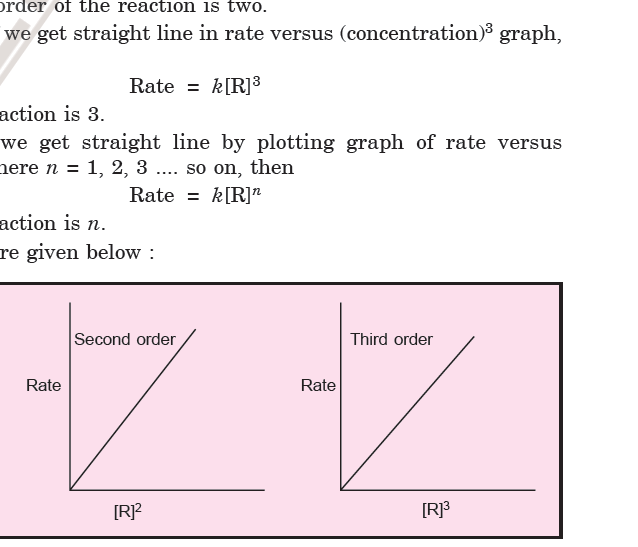 order of the reaction is two.
we get straight line in rate versus (concentration)³ graph,
Rate = k[R]³
action is 3.
we get straight line by plotting graph of rate versus
here n = 1, 2, 3 .... so on, then
Rate = k[R]ⁿ
action is n.
re given below :
Second order
Rate
[R]²
Third order
Rate
[R]³